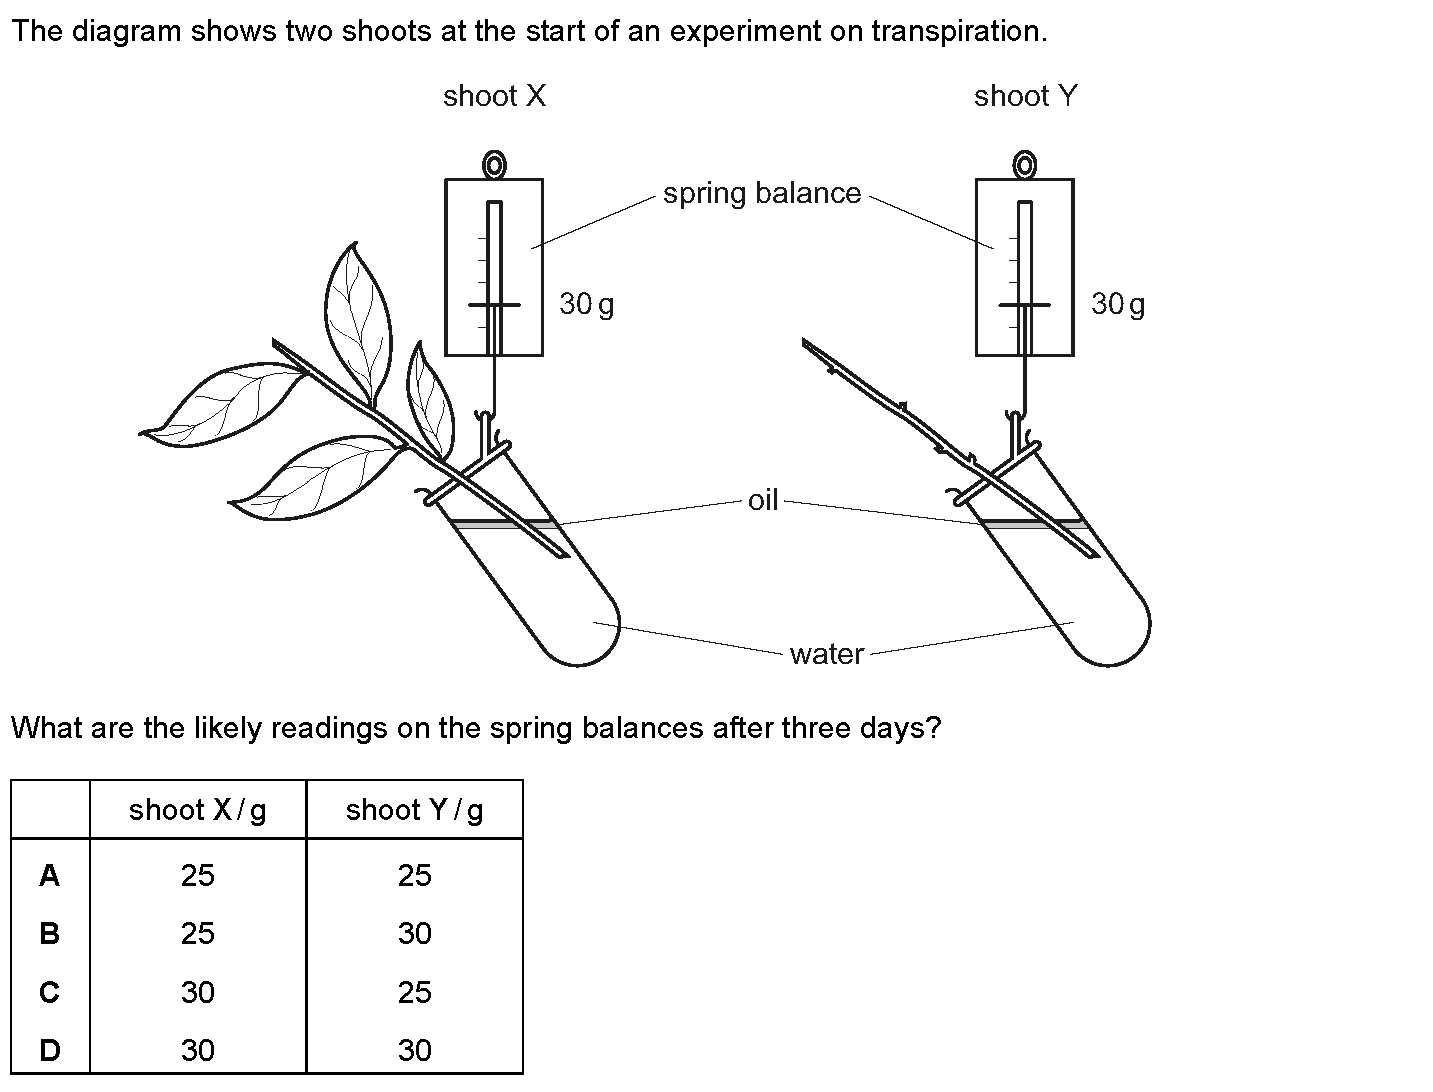 The diagram shows two shoots at the start of an experiment on transpiration.
shoot X
shoot Y
spring balance
30 g
30 g
oil
water
What are the likely readings on the spring balances after three days?
shoot X / g shoot Y / g
A 25 25
B 25 30
C 30 25
D 30 30